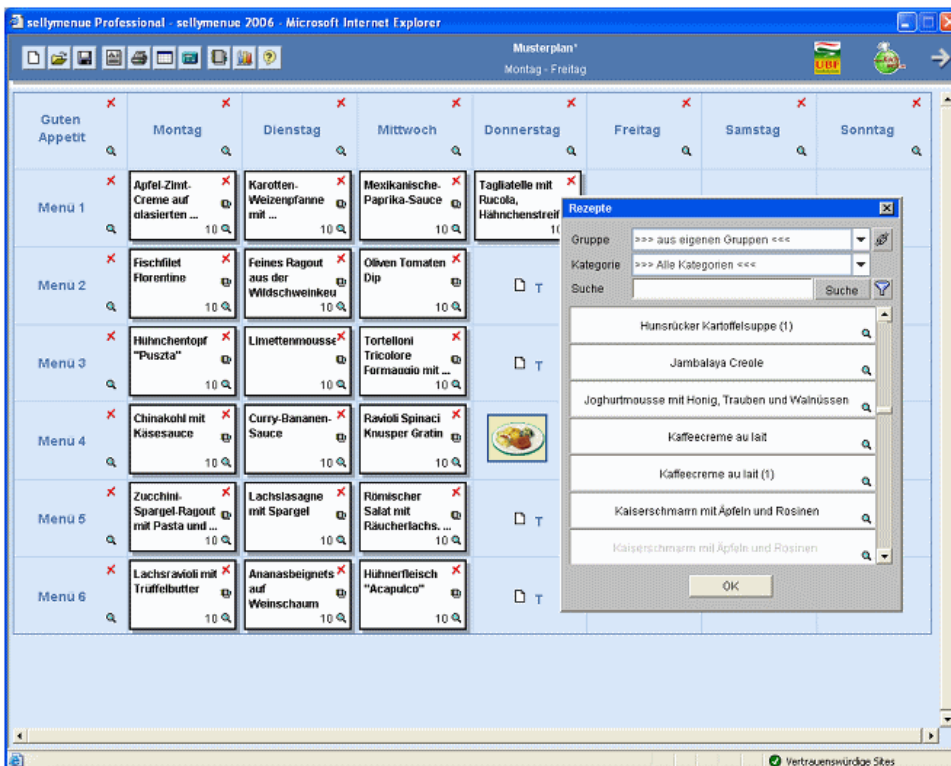 sellymenue Professional - sellymenue 2006 - Microsoft Internet Explorer
Musterplan*
Montag - Freitag
UBF
Guten
Appetit
Montag
Dienstag
Mittwoch
Donnerstag
Freitag
Samstag
Sonntag
Menü 1
Apfel-Zimt-
Creme auf
glasierten ...
10
Karotten-
Weizenpfanne
mit ...
10
Mexikanische-
Paprika-Sauce
10
Tagliatelle mit
Rucola,
Hähnchenstreif
10
Menü 2
Fischfilet
Florentine
10
Feines Ragout
aus der
Wildschweinkeu
10
Oliven Tomaten
Dip
10
T
Menü 3
Hühnchentopf
"Puszta"
10
Limettenmousse
10
Tortelloni
Tricolore
Formaggio mit ...
10
T
Menü 4
Chinakohl mit
Käsesauce
10
Curry-Bananen-
Sauce
10
Ravioli Spinaci
Knusper Gratin
10
Menü 5
Zucchini-
Spargel-Ragout
mit Pasta und ...
10
Lachslasagne
mit Spargel
10
Römischer
Salat mit
Räucherlachs, ...
10
T
Menü 6
Lachsravioli mit
Trüffelbutter
10
Ananasbeignets
auf
Weinschaum
10
Hühnerfleisch
"Acapulco"
10
T
Rezepte
Gruppe >>> aus eigenen Gruppen <<<
Kategorie >>> Alle Kategorien <<<
Suche Suche
Hunsrücker Kartoffelsuppe (1)
Jambalaya Creole
Joghurtmousse mit Honig, Trauben und Walnüssen
Kaffeecreme au lait
Kaffeecreme au lait (1)
Kaiserschmarrn mit Äpfeln und Rosinen
Kaiserschmarrn mit Äpfeln und Rosinen
OK
Vertrauenswürdige Sites